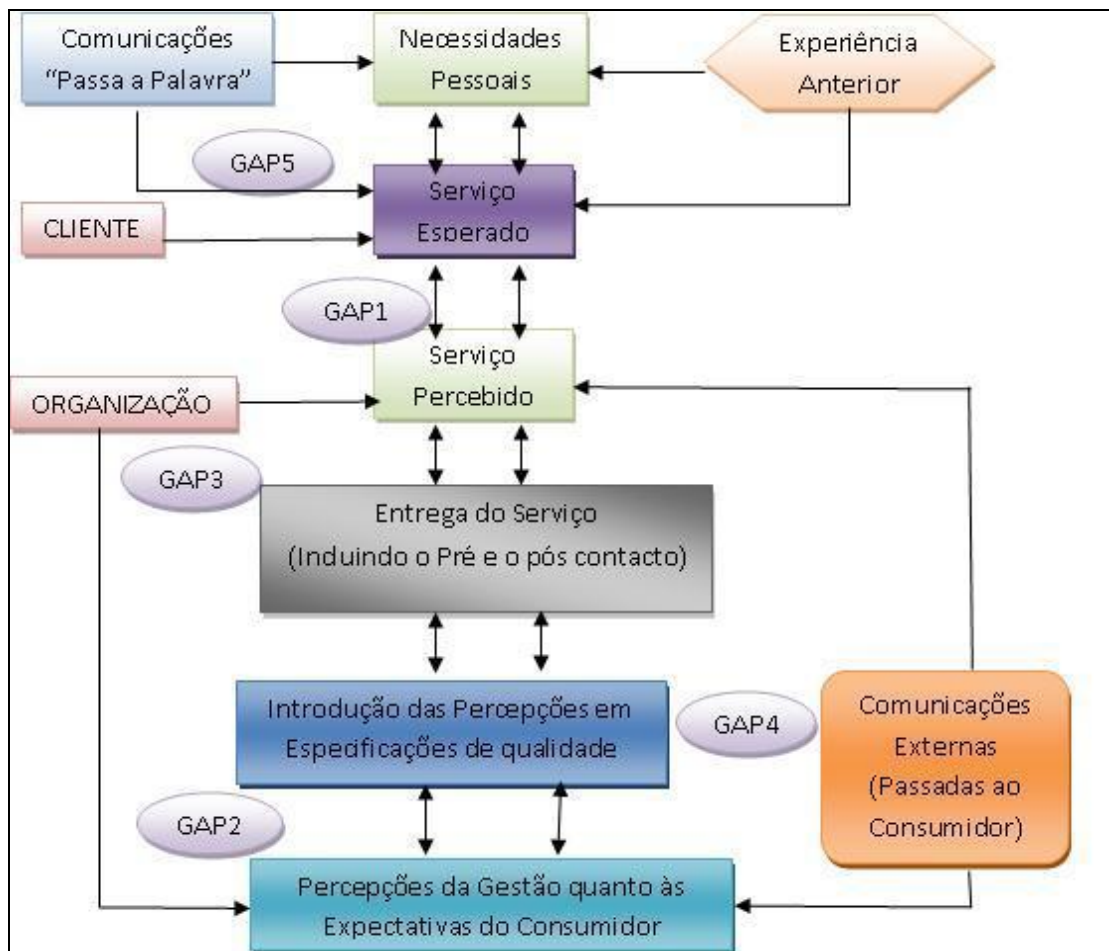 Comunicações
“Passa a Palavra”
Necessidades
Pessoais
Experiência
Anterior
GAP5
Serviço
Esperado
CLIENTE
GAP1
Serviço
Percebido
ORGANIZAÇÃO
GAP3
Entrega do Serviço
(Induindo o Pré e o pós contacto)
Introdução das Percepções em
Especificações de qualidade
GAP4
Comunicações
Externas
(Passadas ao
Consumidor)
GAP2
Percepções da Gestão quanto às
Expectativas do Consumidor